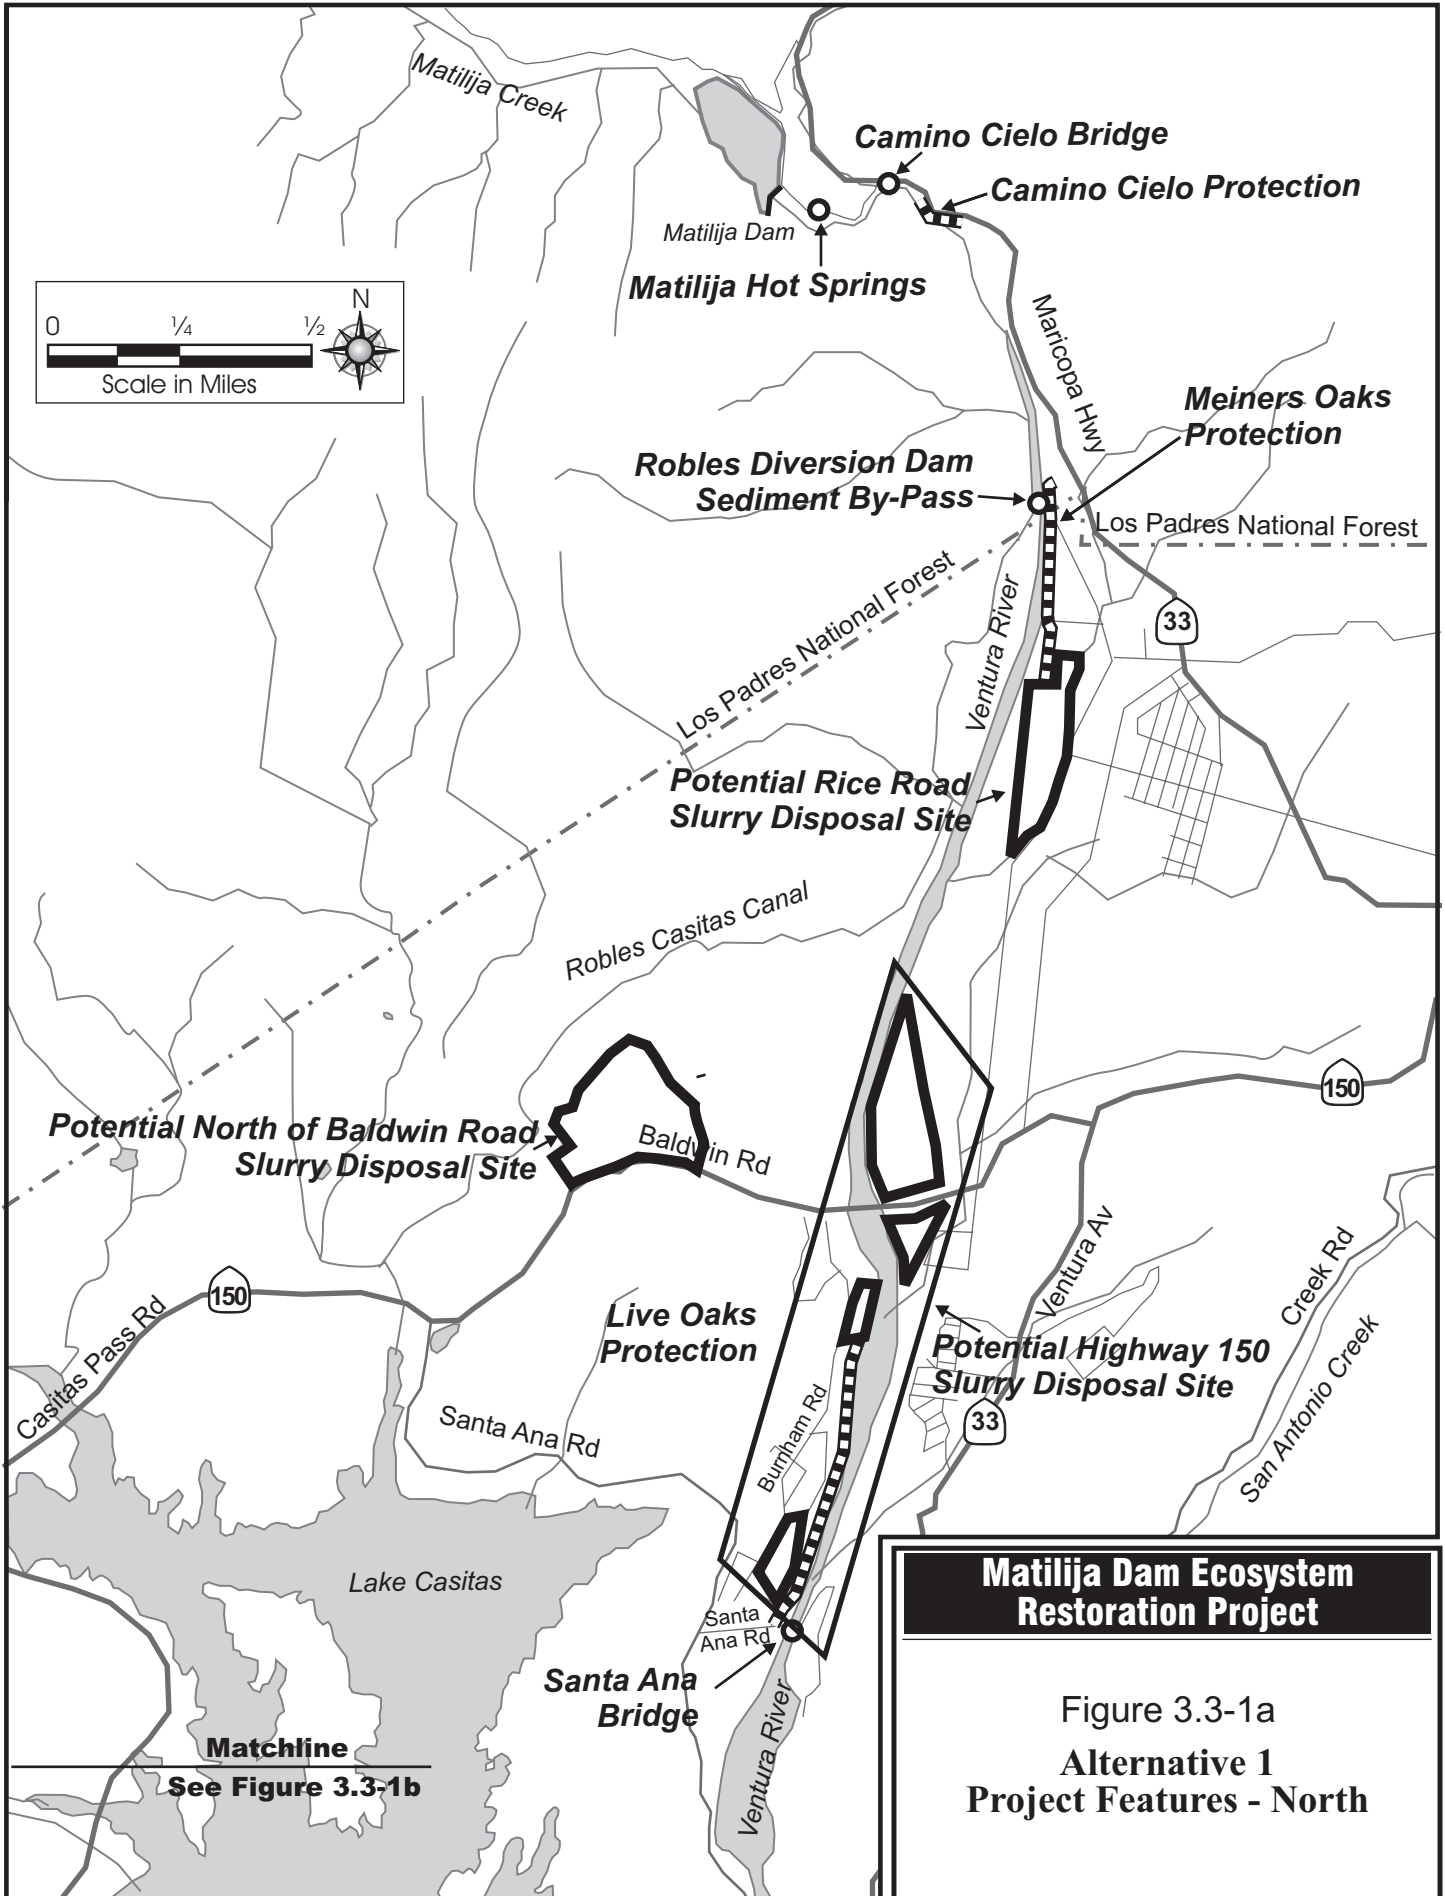 Matilija Creek
Camino Cielo Bridge
Camino Cielo Protection
Matilija Dam
Matilija Hot Springs
N
0 ¼ ½
Scale in Miles
Maricopa Hwy
Meiners Oaks
Protection
Robles Diversion Dam
Sediment By-Pass
Los Padres National Forest
Los Padres National Forest
Ventura River
33
Potential Rice Road
Slurry Disposal Site
Robles Casitas Canal
150
Potential North of Baldwin Road
Slurry Disposal Site
Baldwin Rd
Ventura Av
Creek Rd
San Antonio Creek
150
Casitas Pass Rd
Live Oaks
Protection
Potential Highway 150
Slurry Disposal Site
33
Santa Ana Rd
Burnham Rd
Lake Casitas
Santa
Ana Rd
Santa Ana
Bridge
Ventura River
Matchline
See Figure 3.3-1b
Matilija Dam Ecosystem
Restoration Project
Figure 3.3-1a
Alternative 1
Project Features - North